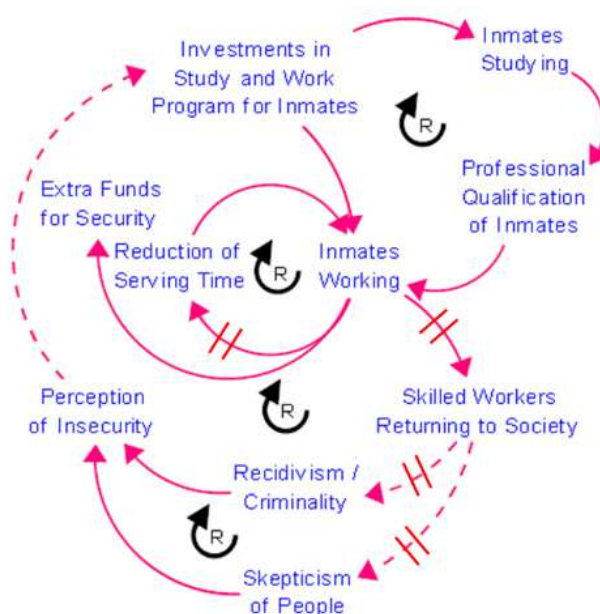 Investments in
Study and Work
Program for Inmates
Inmates
Studying
R
Professional
Qualification
of Inmates
Extra Funds
for Security
Reduction of
Serving Time
R
Inmates
Working
Perception
of Insecurity
R
Skilled Workers
Returning to Society
Recidivism /
Criminality
R
Skepticism
of People